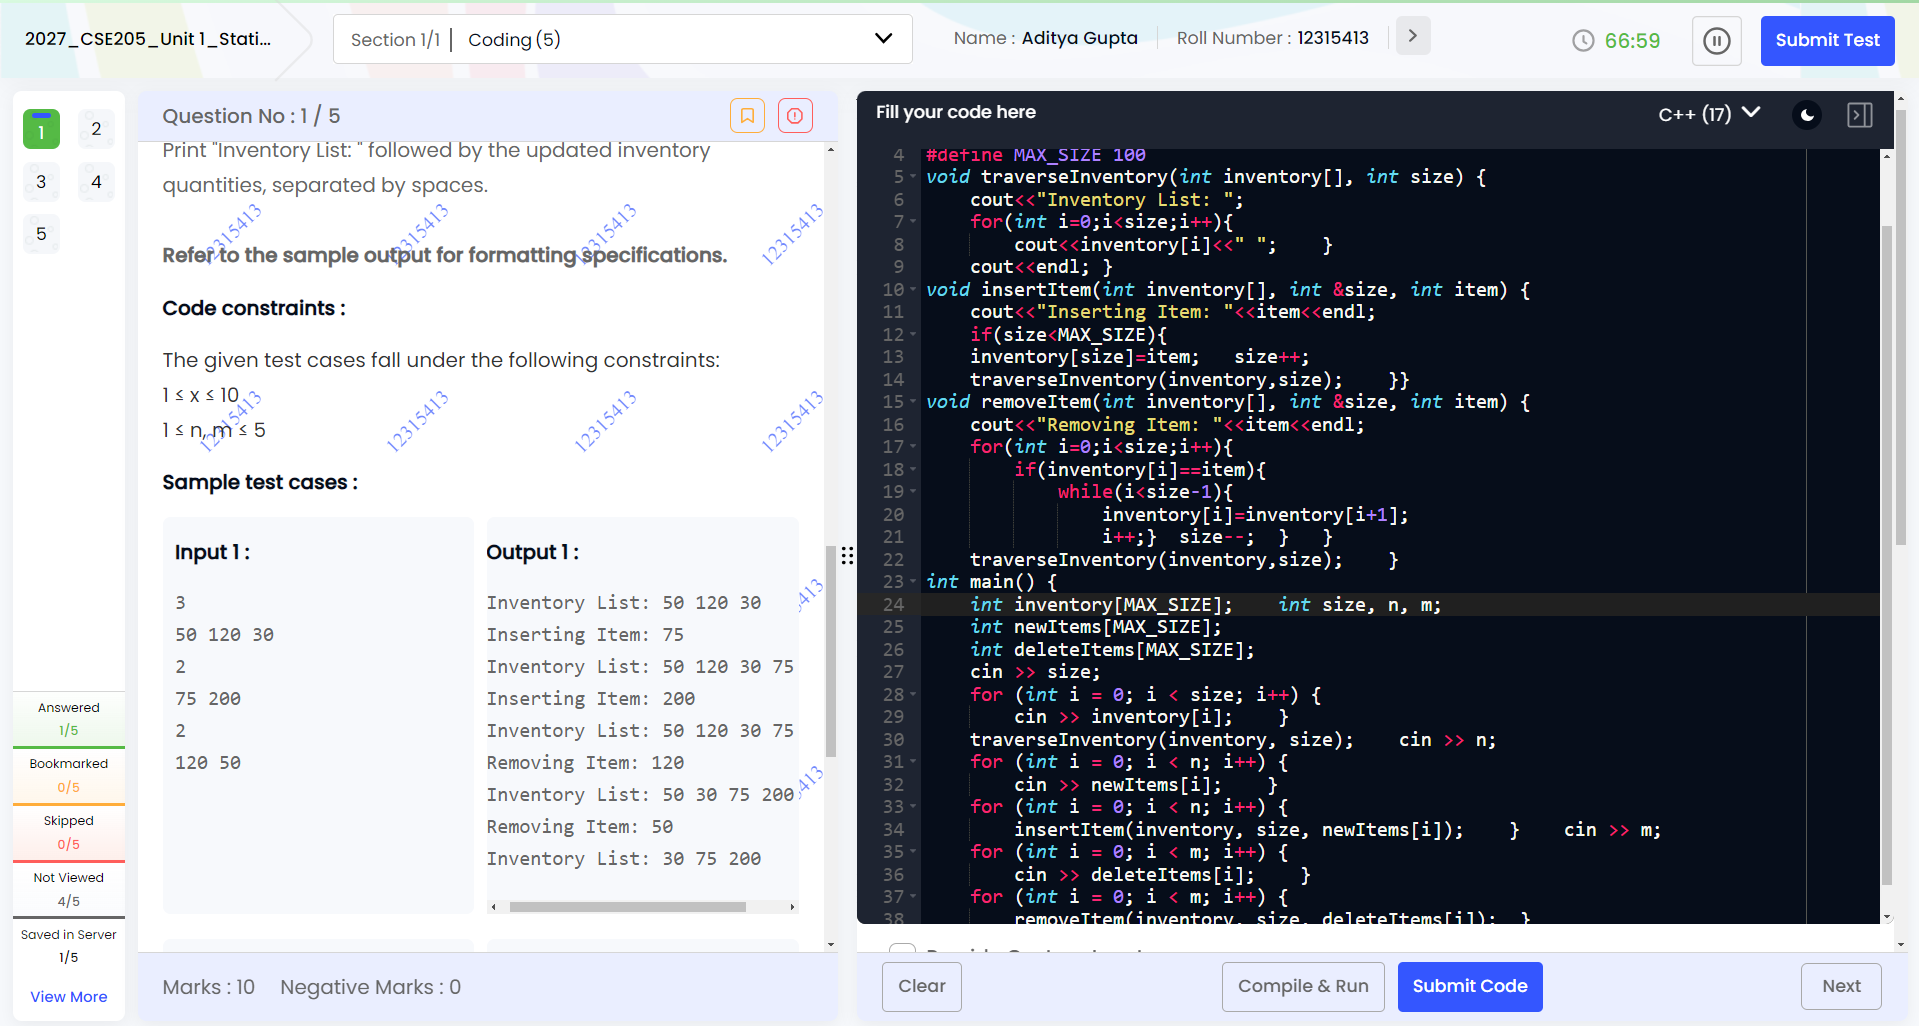 2027_CSE205_Unit 1_Stati...
Section 1/1 | Coding (5)
Name : Aditya Gupta
Roll Number : 12315413
66:59
Submit Test
1
2
3
4
5
Answered
1/5
Bookmarked
0/5
Skipped
0/5
Not Viewed
4/5
Saved in Server
1/5
View More
Question No : 1 / 5
Print "Inventory List: " followed by the updated inventory
quantities, separated by spaces.
12315413 12315413 12315413 12315413
Refer to the sample output for formatting specifications.
Code constraints :
The given test cases fall under the following constraints:
1 ≤ x ≤ 10
1 ≤ n, m ≤ 5
12315413 12315413 12315413 12315413
Sample test cases :
Input 1 :
3
50 120 30
2
75 200
2
120 50
Output 1 :
Inventory List: 50 120 30
Inserting Item: 75
Inventory List: 50 120 30 75
Inserting Item: 200
Inventory List: 50 120 30 75
Removing Item: 120
Inventory List: 50 30 75 200
Removing Item: 50
Inventory List: 30 75 200
Marks : 10
Negative Marks : 0
Fill your code here
C++ (17)
4 #define MAX_SIZE 100
5 void traverseInventory(int inventory[], int size) {
6 cout<<"Inventory List: ";
7 for(int i=0;i<size;i++){
8 cout<<inventory[i]<<" "; }
9 cout<<endl; }
10 void insertItem(int inventory[], int &size, int item) {
11 cout<<"Inserting Item: "<<item<<endl;
12 if(size<MAX_SIZE){
13 inventory[size]=item; size++;
14 traverseInventory(inventory,size); }}
15 void removeItem(int inventory[], int &size, int item) {
16 cout<<"Removing Item: "<<item<<endl;
17 for(int i=0;i<size;i++){
18 if(inventory[i]==item){
19 while(i<size-1){
20 inventory[i]=inventory[i+1];
21 i++;} size--; } }
22 traverseInventory(inventory,size); }
23 int main() {
24 int inventory[MAX_SIZE]; int size, n, m;
25 int newItems[MAX_SIZE];
26 int deleteItems[MAX_SIZE];
27 cin >> size;
28 for (int i = 0; i < size; i++) {
29 cin >> inventory[i]; }
30 traverseInventory(inventory, size); cin >> n;
31 for (int i = 0; i < n; i++) {
32 cin >> newItems[i]; }
33 for (int i = 0; i < n; i++) {
34 insertItem(inventory, size, newItems[i]); } cin >> m;
35 for (int i = 0; i < m; i++) {
36 cin >> deleteItems[i]; }
37 for (int i = 0; i < m; i++) {
38 removeItem(inventory, size, deleteItems[i]); }
Clear
Compile & Run
Submit Code
Next